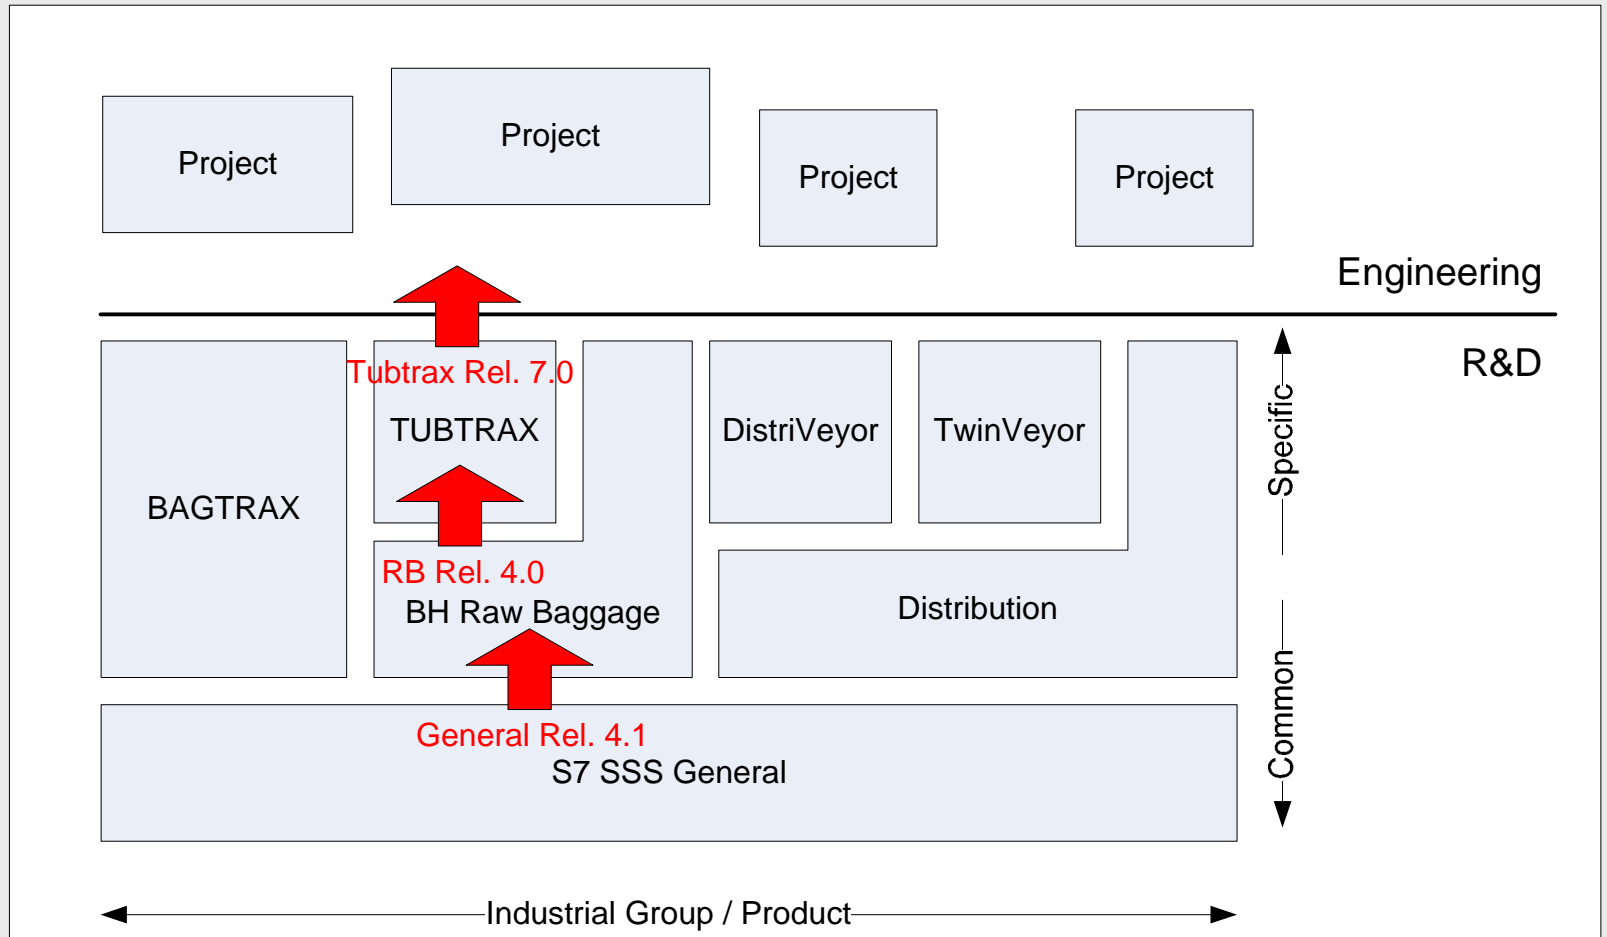 Project
Project
Project
Project
Engineering
R&D
Tubtrax Rel. 7.0
TUBTRAX
DistriVeyor
TwinVeyor
Specific
BAGTRAX
RB Rel. 4.0
BH Raw Baggage
Distribution
Common
General Rel. 4.1
S7 SSS General
Industrial Group / Product